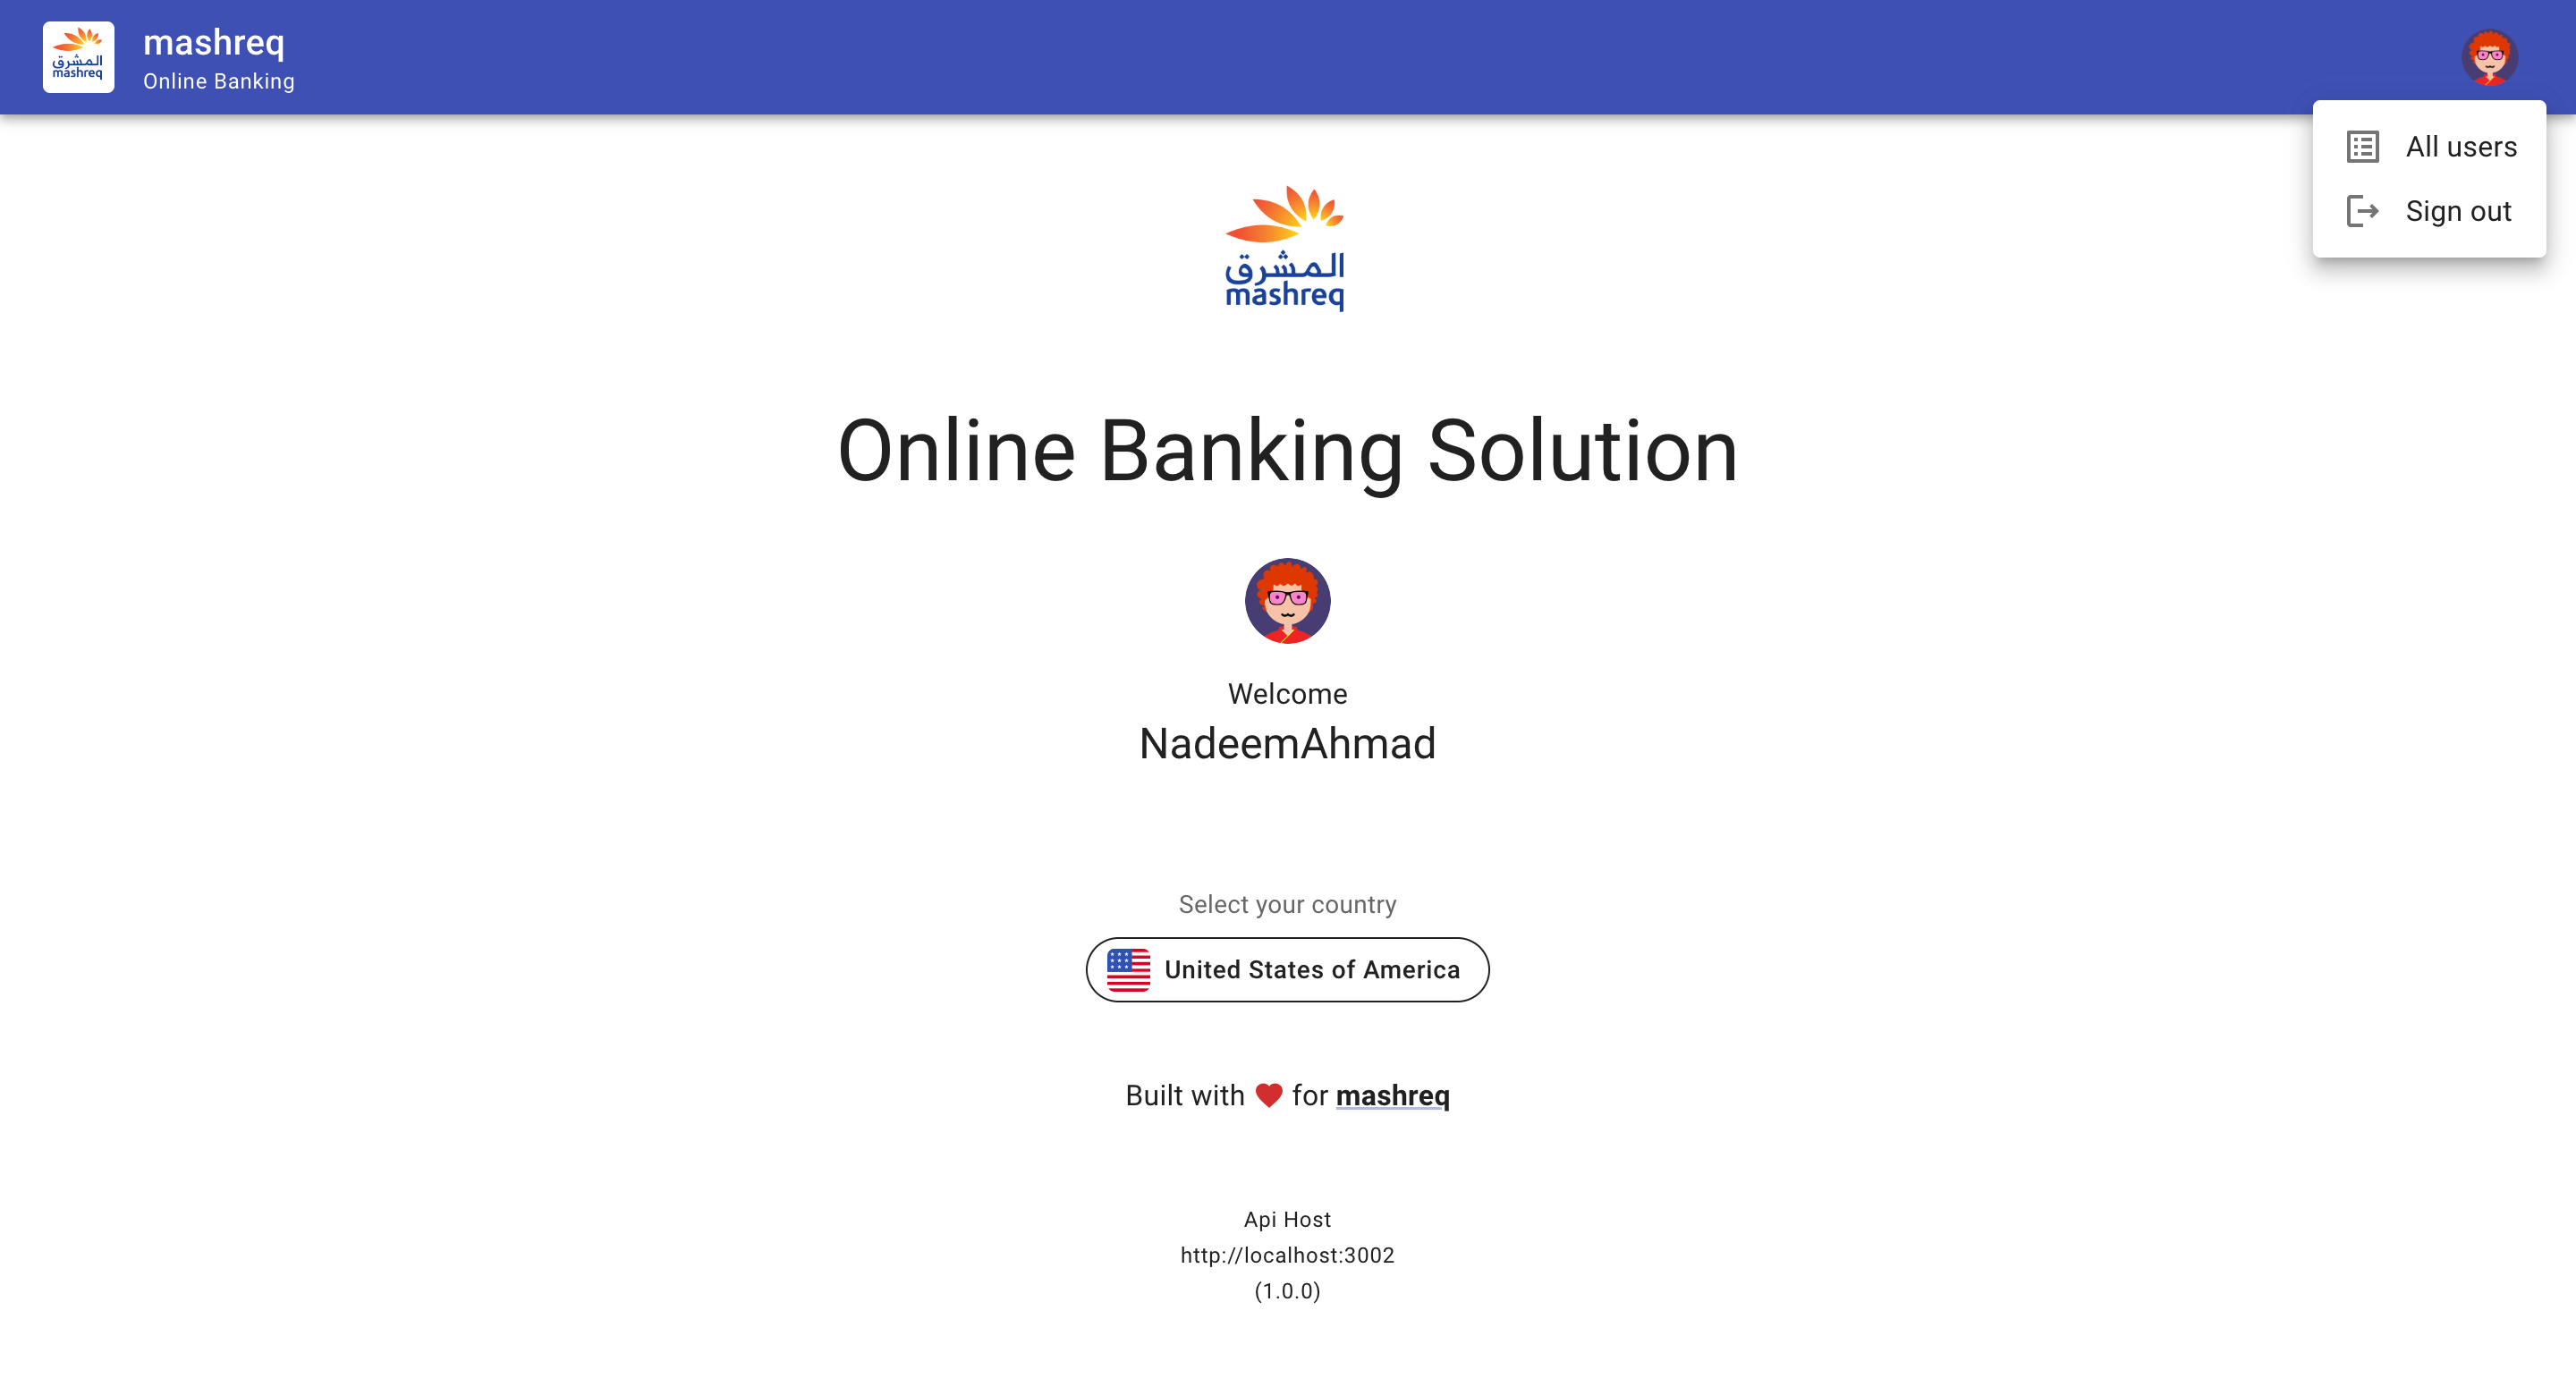 المشرق
mashreq
mashreq
Online Banking
All users
Sign out
المشرق
mashreq
Online Banking Solution
Welcome
NadeemAhmad
Select your country
United States of America
Built with ❤ for mashreq
Api Host
http://localhost:3002
(1.0.0)